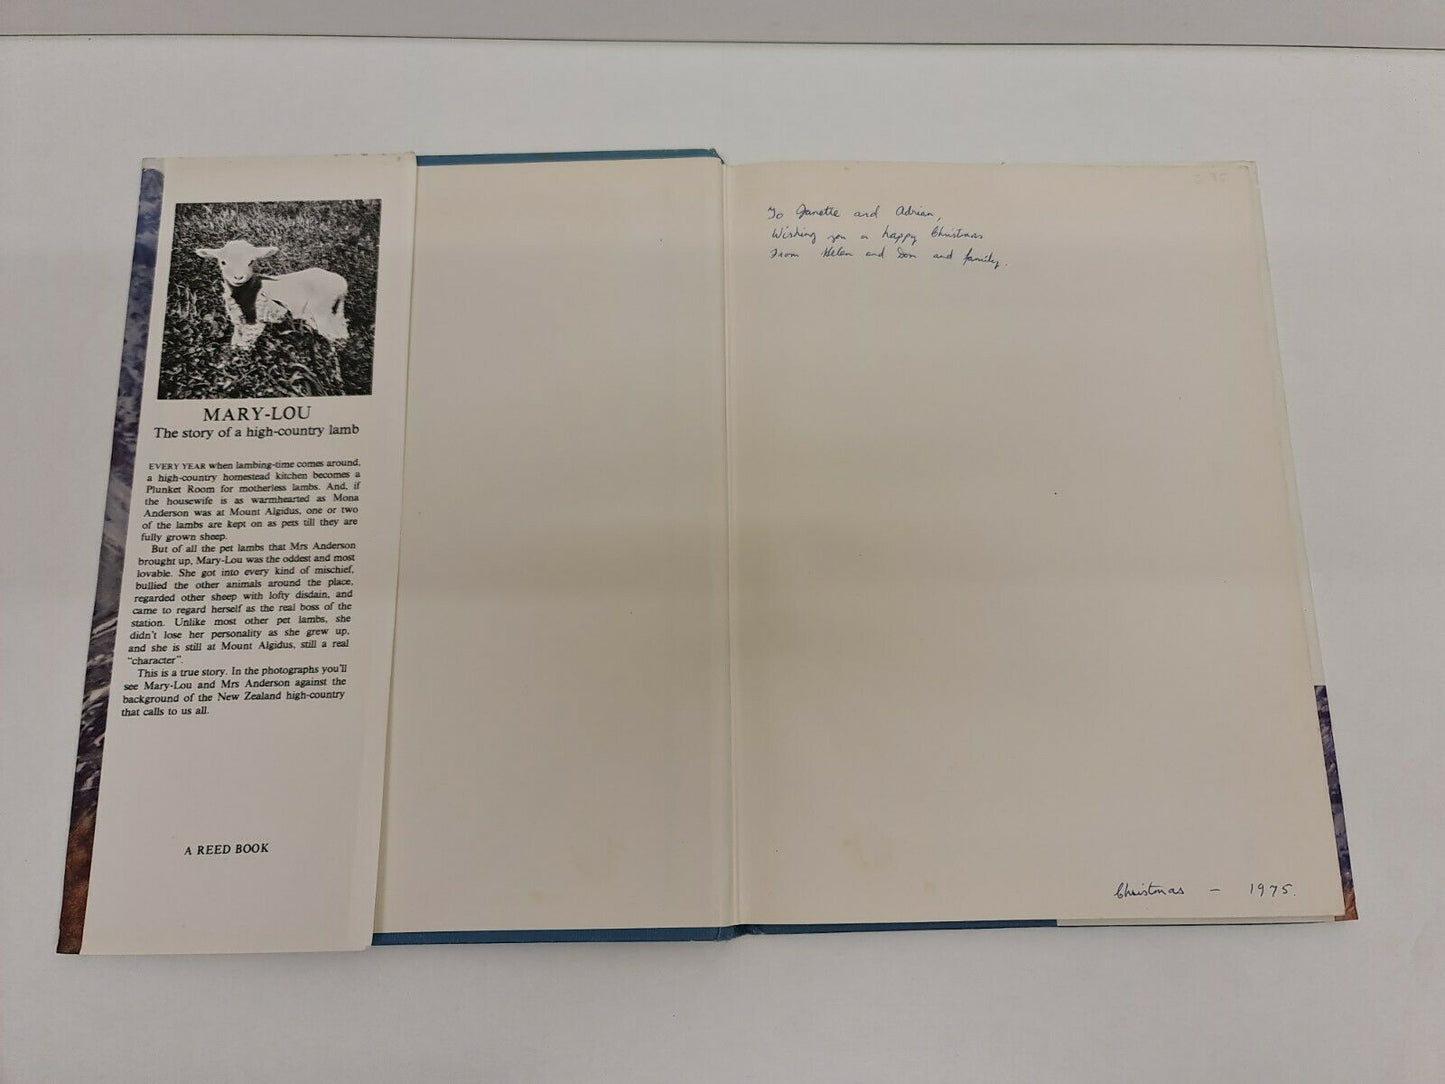 MARY-LOU
The story of a high-country lamb
EVERY YEAR when lambing-time comes around,
a high-country homestead kitchen becomes a
Plunket Room for motherless lambs. And, if
the housewife is as warmhearted as Mona
Anderson was at Mount Algidus, one or two
of the lambs are kept on as pets till they are
fully grown sheep.
But of all the pet lambs that Mrs Anderson
brought up, Mary-Lou was the oddest and most
lovable. She got into every kind of mischief,
bullied the other animals around the place,
regarded other sheep with lofty disdain, and
came to regard herself as the real boss of the
station. Unlike most other pet lambs, she
didn't lose her personality as she grew up,
and she is still at Mount Algidus, still a real
"character".
This is a true story. In the photographs you'll
see Mary-Lou and Mrs Anderson against the
background of the New Zealand high-country
that calls to us all.
A REED BOOK
To Janette and Adrian,
Wishing you a happy Christmas
From Helen and Don and family.
Christmas - 1975.